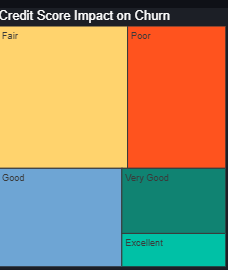 Credit Score Impact on Churn
Fair
Poor
Good
Very Good
Excellent